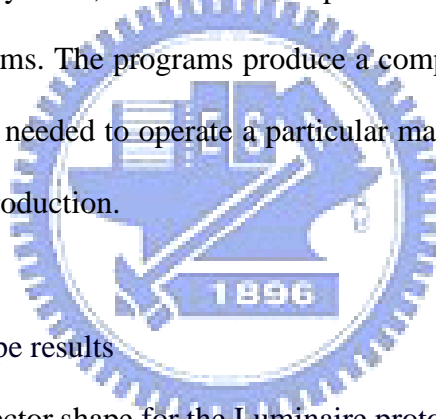 ms. The programs produce a comp
needed to operate a particular ma
oduction.
1896
be results
ector shape for the Luminaire proto